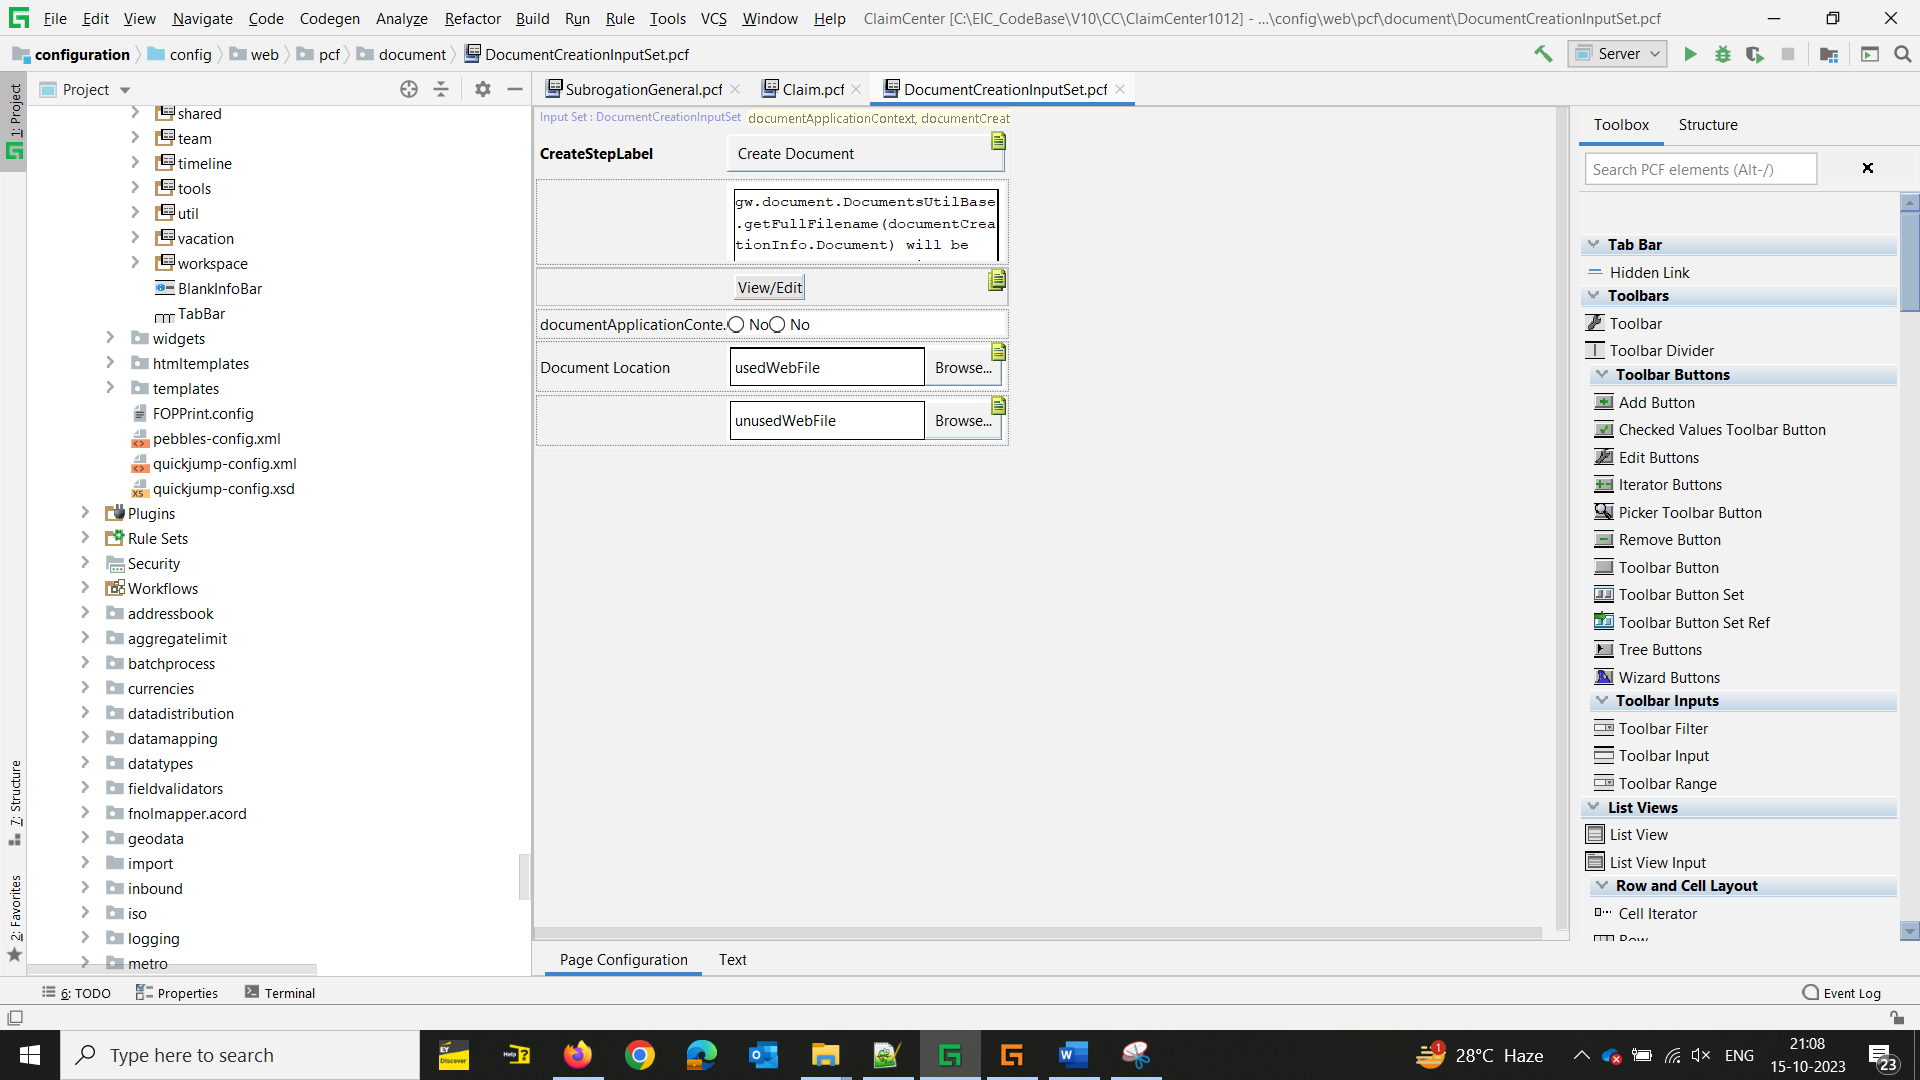 File Edit View Navigate Code Codegen Analyze Refactor Build Run Rule Tools VCS Window Help ClaimCenter [C:\EIC_CodeBase\V10\CC\ClaimCenter1012] - ...\config\web\pcf\document\DocumentCreationInputSet.pcf
configuration config web pcf document DocumentCreationInputSet.pcf
Server
1: Project
7: Structure
2: Favorites
Project
shared
team
timeline
tools
util
vacation
workspace
BlankInfoBar
TabBar
widgets
htmltemplates
templates
FOPPrint.config
pebbles-config.xml
quickjump-config.xml
quickjump-config.xsd
Plugins
Rule Sets
Security
Workflows
addressbook
aggregatelimit
batchprocess
currencies
datadistribution
datamapping
datatypes
fieldvalidators
fnolmapper.acord
geodata
import
inbound
iso
logging
metro
SubrogationGeneral.pcf Claim.pcf DocumentCreationInputSet.pcf
Input Set : DocumentCreationInputSet documentApplicationContext, documentCreat
CreateStepLabel Create Document
gw.document.DocumentsUtilBase
.getFullFilename(documentCrea
tionInfo.Document) will be
View/Edit
documentApplicationConte. No No
Document Location usedWebFile Browse...
unusedWebFile Browse...
Page Configuration Text
Toolbox Structure
Search PCF elements (Alt-/)
Tab Bar
Hidden Link
Toolbars
Toolbar
Toolbar Divider
Toolbar Buttons
Add Button
Checked Values Toolbar Button
Edit Buttons
Iterator Buttons
Picker Toolbar Button
Remove Button
Toolbar Button
Toolbar Button Set
Toolbar Button Set Ref
Tree Buttons
Wizard Buttons
Toolbar Inputs
Toolbar Filter
Toolbar Input
Toolbar Range
List Views
List View
List View Input
Row and Cell Layout
Cell Iterator
Row
6: TODO Properties Terminal Event Log
Type here to search
EY Discover
Help ?
28°C Haze
ENG
21:08
15-10-2023
23